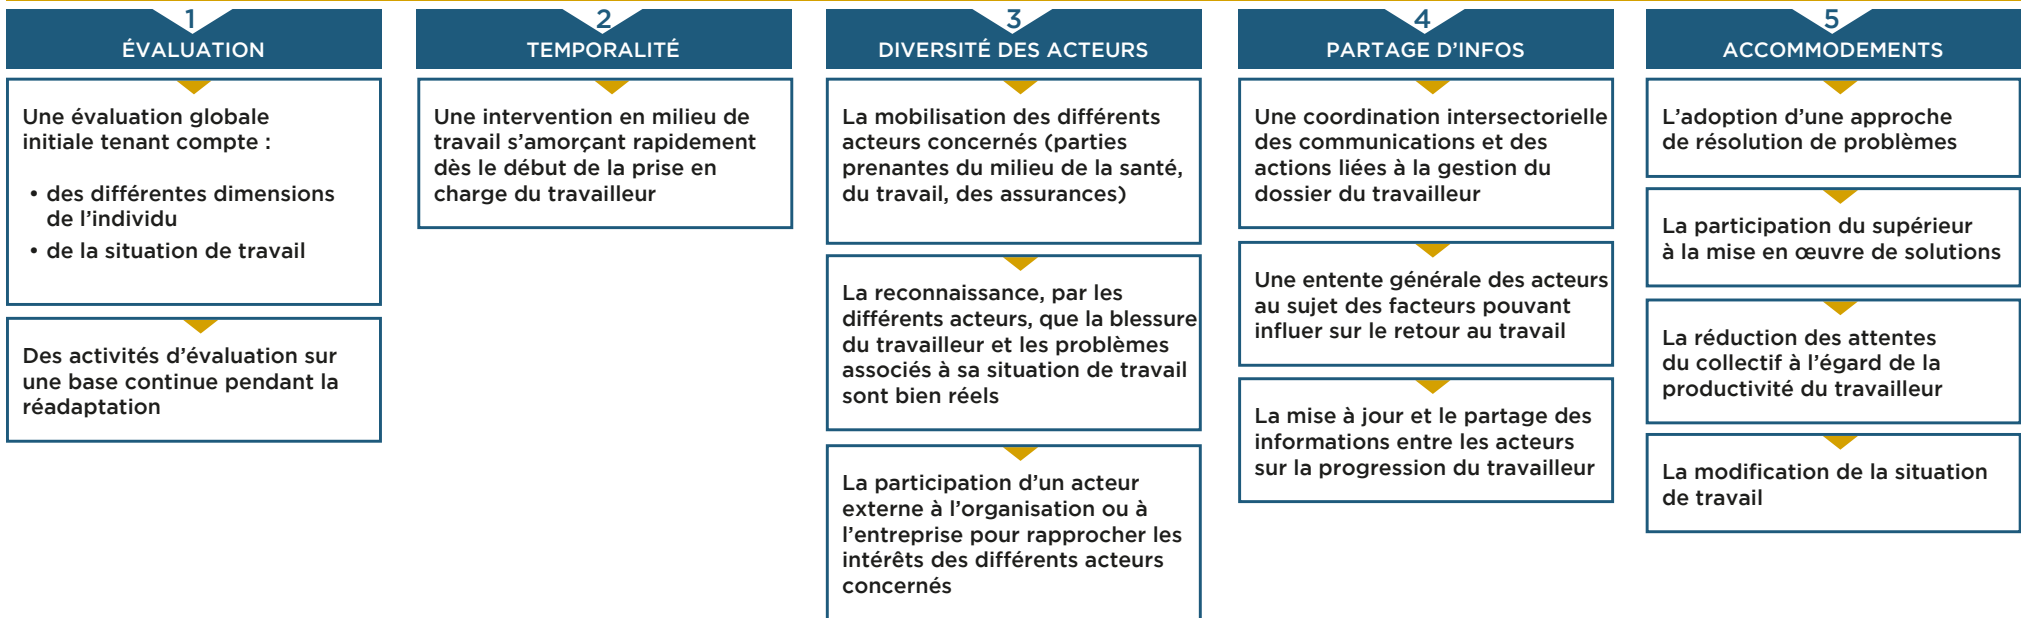 1
ÉVALUATION
Une évaluation globale
initiale tenant compte :
• des différentes dimensions
de l’individu
• de la situation de travail
Des activités d’évaluation sur
une base continue pendant la
réadaptation
2
TEMPORALITÉ
Une intervention en milieu de
travail s’amorçant rapidement
dès le début de la prise en
charge du travailleur
3
DIVERSITÉ DES ACTEURS
La mobilisation des différents
acteurs concernés (parties
prenantes du milieu de la santé,
du travail, des assurances)
La reconnaissance, par les
différents acteurs, que la blessure
du travailleur et les problèmes
associés à sa situation de travail
sont bien réels
La participation d’un acteur
externe à l’organisation ou à
l’entreprise pour rapprocher les
intérêts des différents acteurs
concernés
4
PARTAGE D’INFOS
Une coordination intersectorielle
des communications et des
actions liées à la gestion du
dossier du travailleur
Une entente générale des acteurs
au sujet des facteurs pouvant
influer sur le retour au travail
La mise à jour et le partage des
informations entre les acteurs
sur la progression du travailleur
5
ACCOMMODEMENTS
L’adoption d’une approche
de résolution de problèmes
La participation du supérieur
à la mise en œuvre de solutions
La réduction des attentes
du collectif à l’égard de la
productivité du travailleur
La modification de la situation
de travail